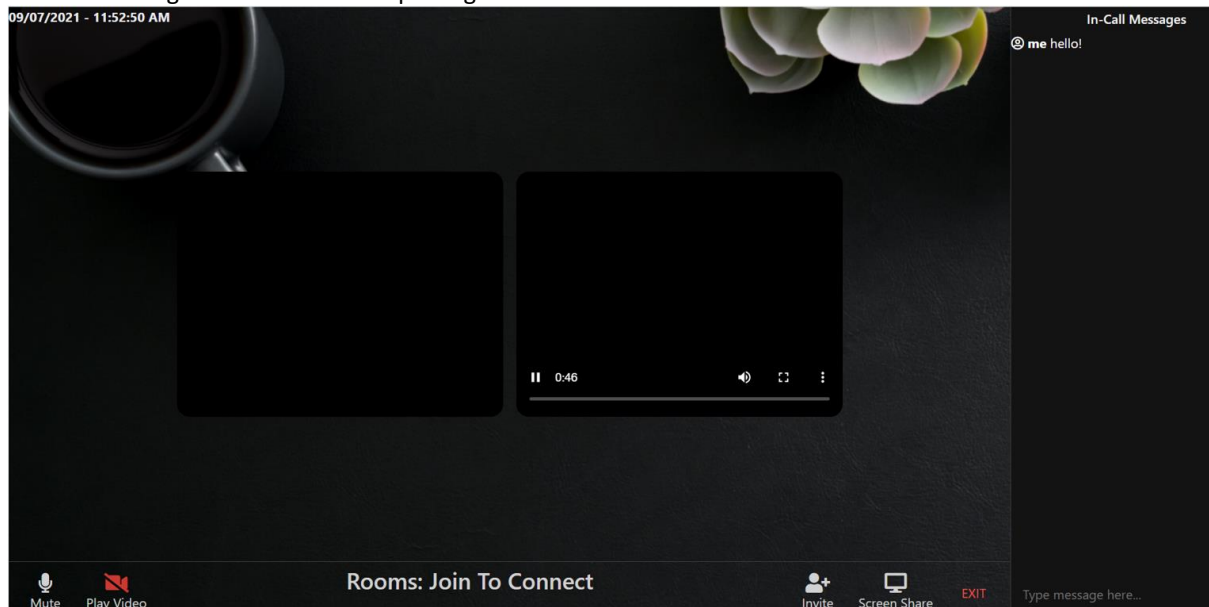 09/07/2021 - 11:52:50 AM
In-Call Messages
me hello!
0:46
Mute
Play Video
Rooms: Join To Connect
Invite
Screen Share
EXIT
Type message here...